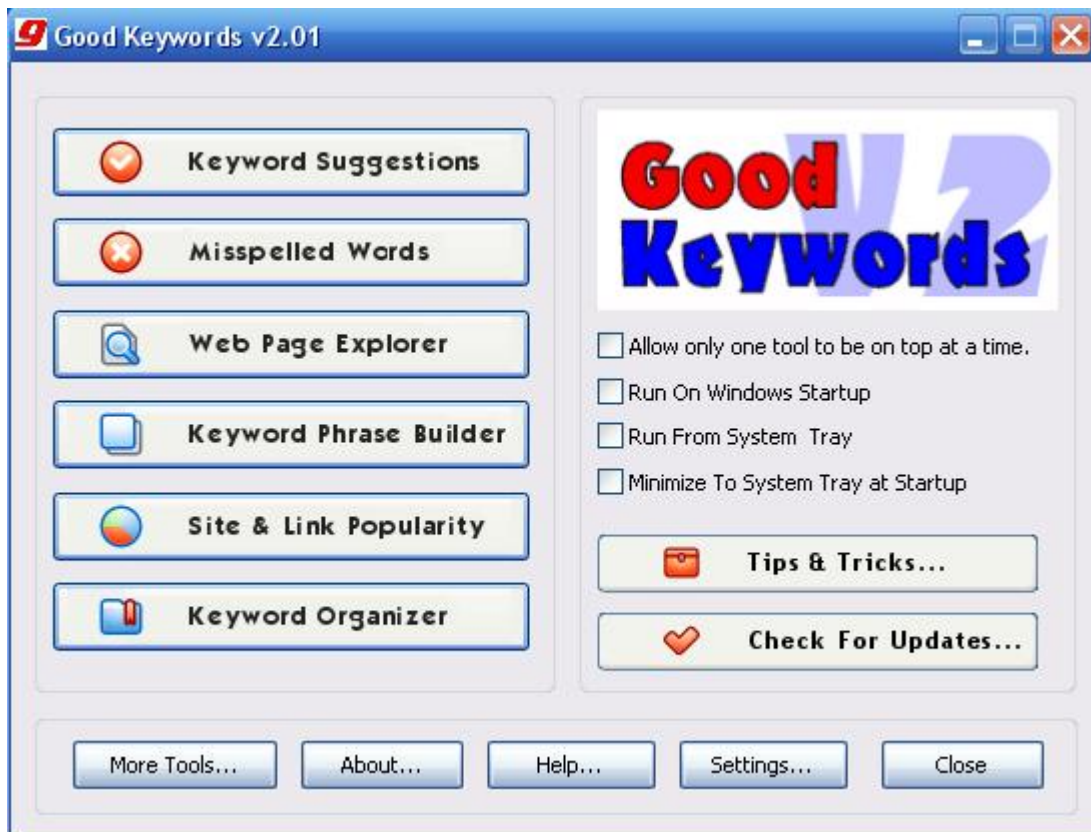 Good Keywords v2.01
Keyword Suggestions
Misspelled Words
Web Page Explorer
Keyword Phrase Builder
Site & Link Popularity
Keyword Organizer
V2
Good
Keywords
Allow only one tool to be on top at a time.
Run On Windows Startup
Run From System Tray
Minimize To System Tray at Startup
Tips & Tricks...
Check For Updates...
More Tools...
About...
Help...
Settings...
Close